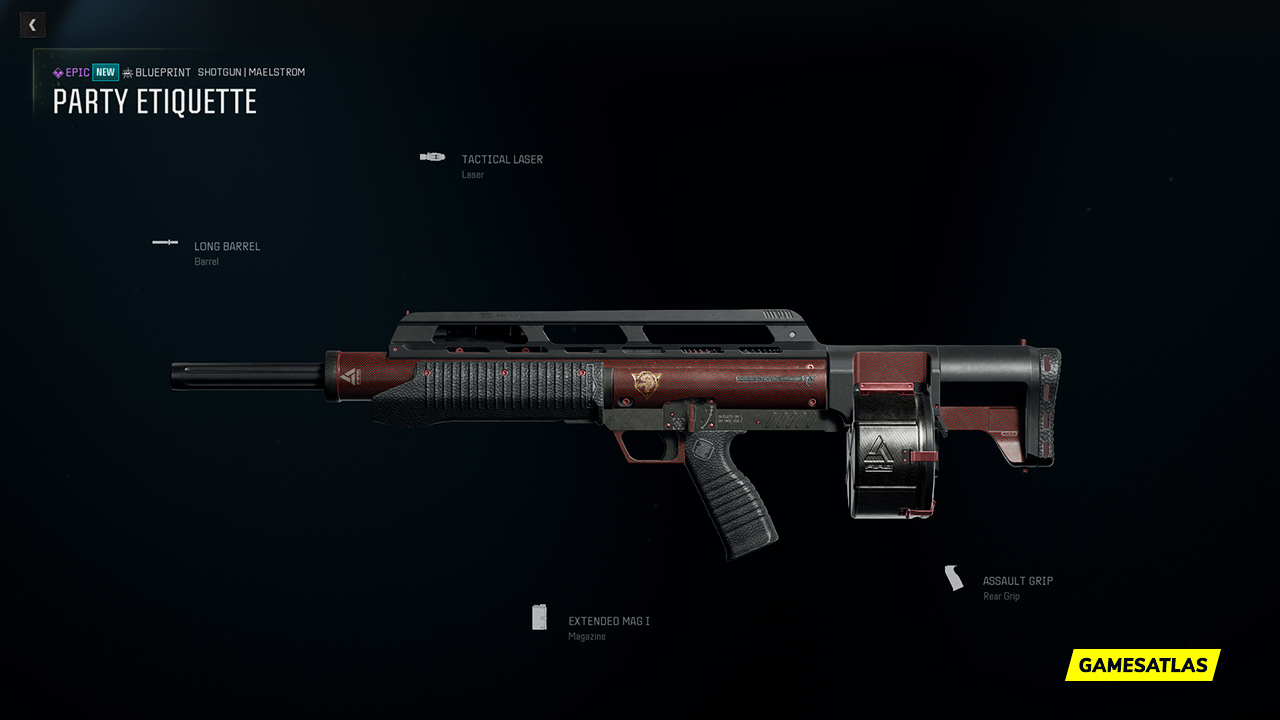 EPIC NEW BLUEPRINT SHOTGUN | MAELSTROM
PARTY ETIQUETTE
TACTICAL LASER
Laser
LONG BARREL
Barrel
ASSAULT GRIP
Rear Grip
EXTENDED MAG I
Magazine
GAMESATLAS